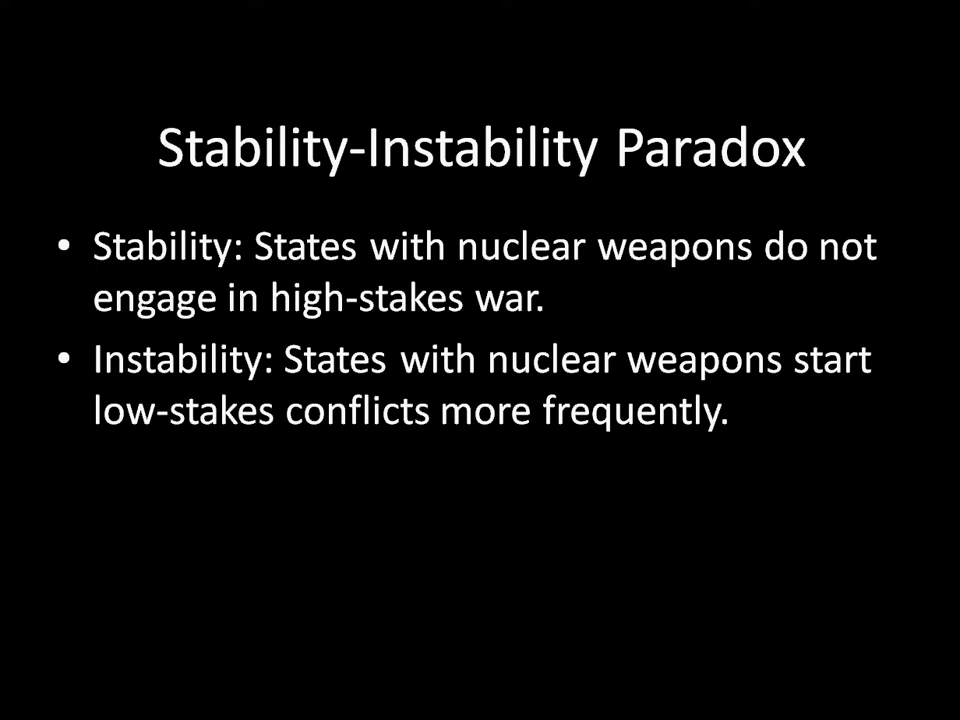 Stability-Instability Paradox
• Stability: States with nuclear weapons do not
engage in high-stakes war.
• Instability: States with nuclear weapons start
low-stakes conflicts more frequently.